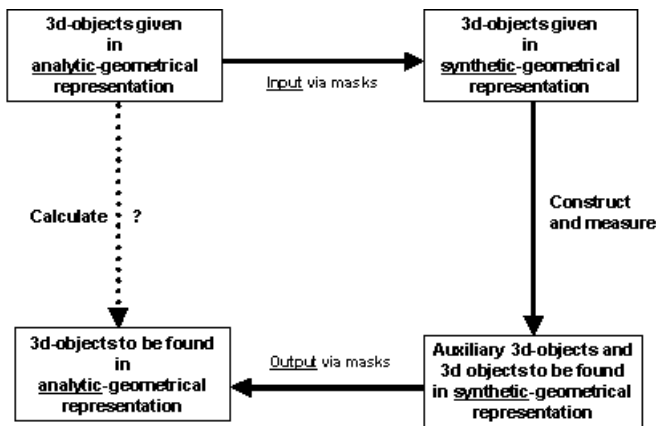 3d-objects given
in
analytic-geometrical
representation
Input via masks
3d-objects given
in
synthetic-geometrical
representation
Calculate ?
Construct
and measure
3d-objects to be found
in
analytic-geometrical
representation
Output via masks
Auxiliary 3d-objects and
3d objects to be found
in synthetic-geometrical
representation